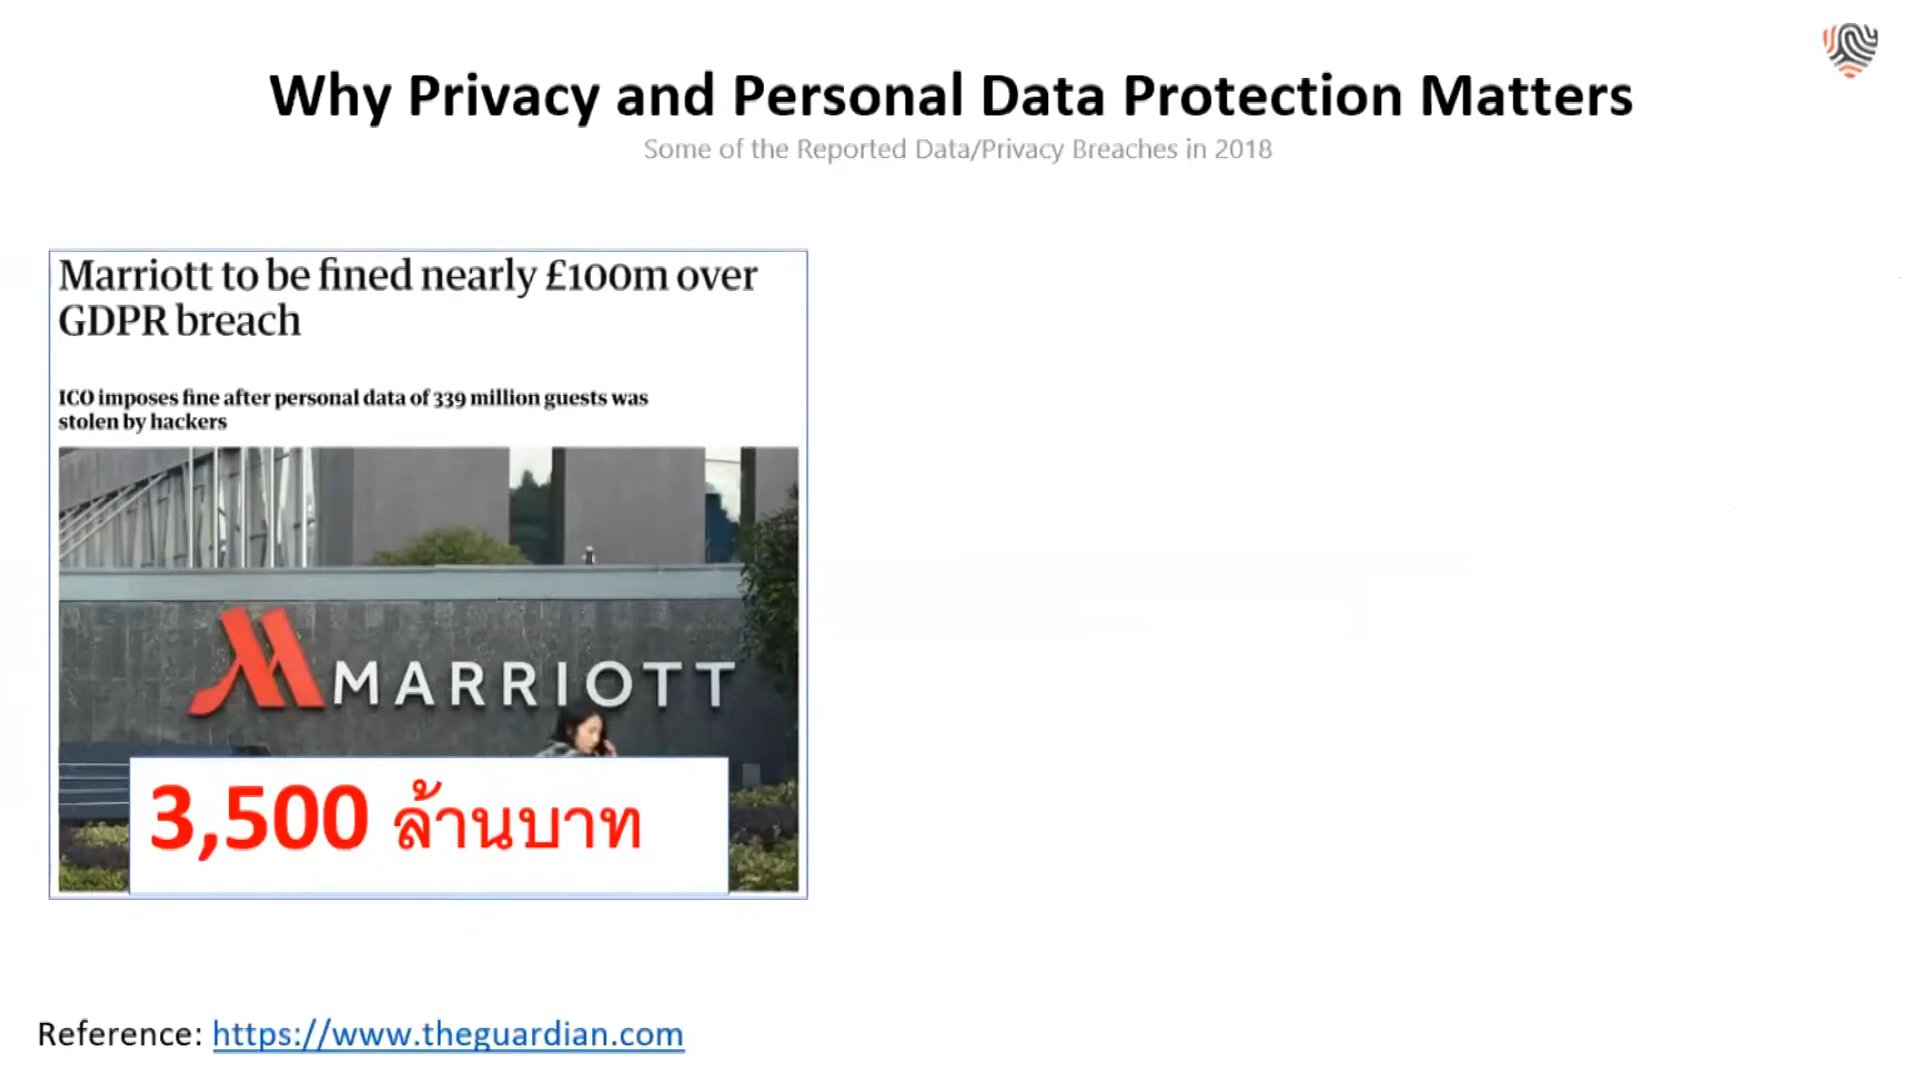 Why Privacy and Personal Data Protection Matters
Some of the Reported Data/Privacy Breaches in 2018
Marriott to be fined nearly £100m over
GDPR breach
ICO imposes fine after personal data of 339 million guests was
stolen by hackers
MARRIOTT
3,500 ล้านบาท
Reference: https://www.theguardian.com